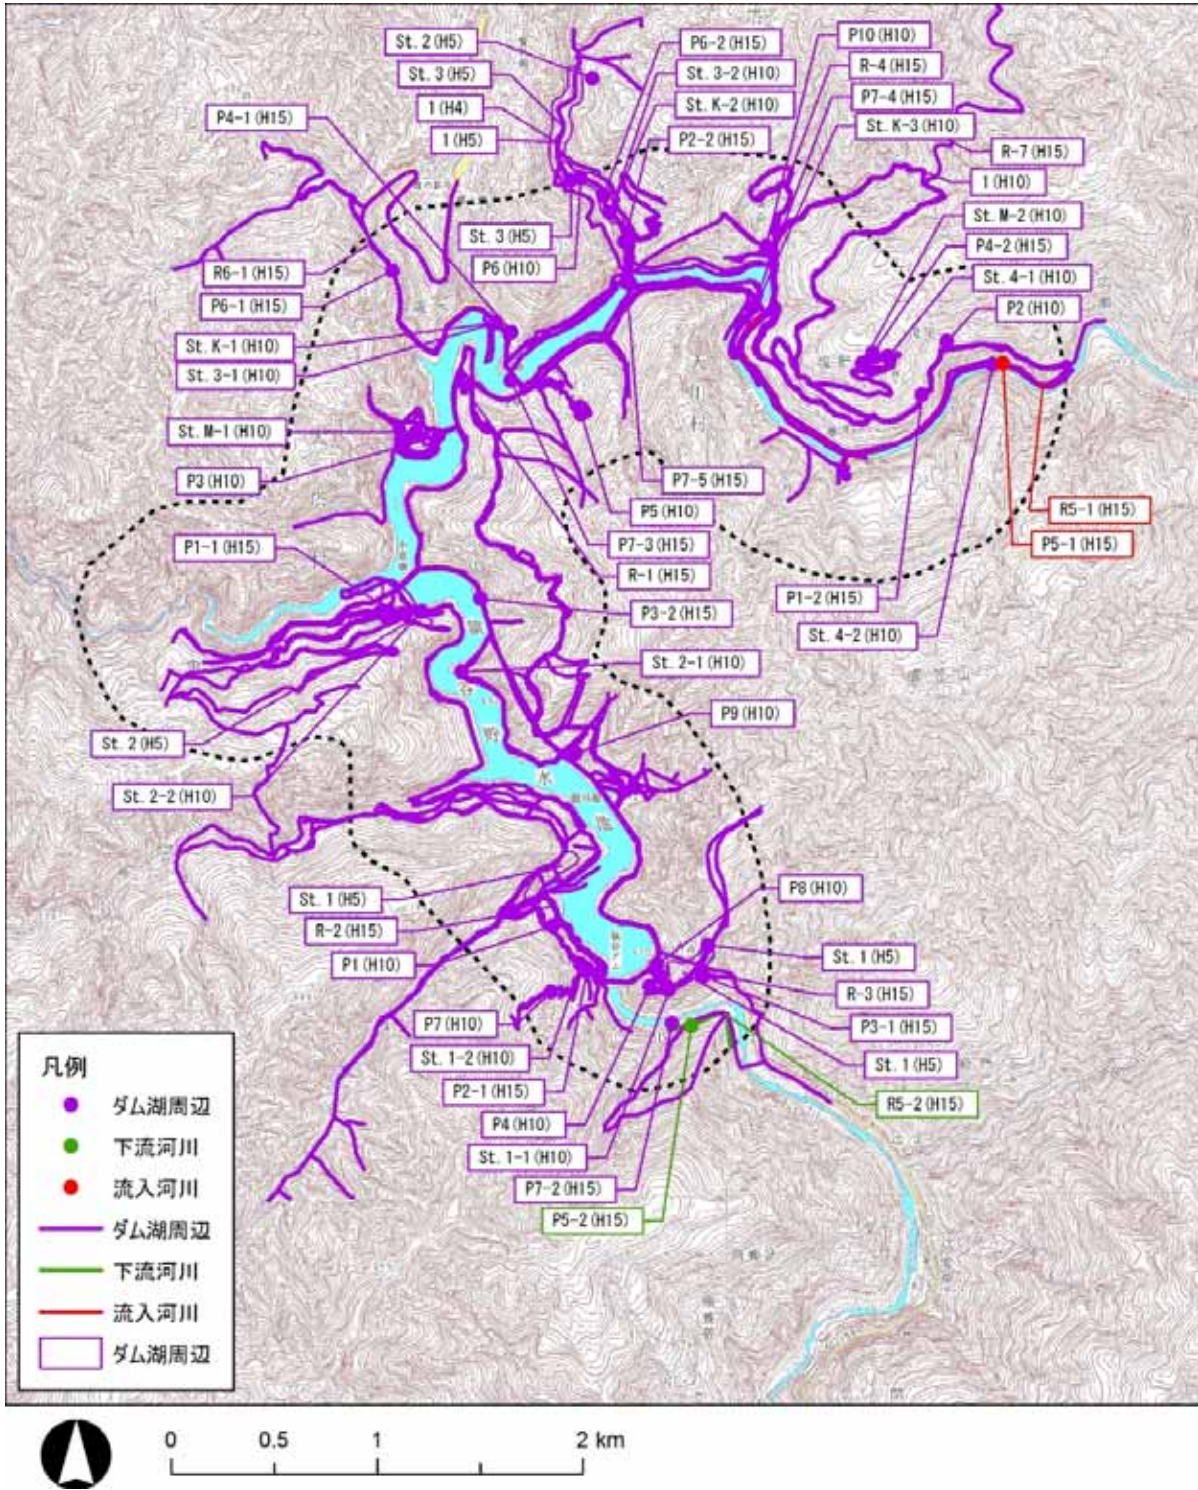 St. 2 (H5)
P6-2 (H15)
P10 (H10)
St. 3 (H5)
St. 3-2 (H10)
R-4 (H15)
1 (H4)
St. K-2 (H10)
P7-4 (H15)
P4-1 (H15)
1 (H5)
P2-2 (H15)
St. K-3 (H10)
R-7 (H15)
1 (H10)
St. M-2 (H10)
St. 3 (H5)
P4-2 (H15)
P6 (H10)
R6-1 (H15)
St. 4-1 (H10)
P6-1 (H15)
P2 (H10)
St. K-1 (H10)
St. 3-1 (H10)
St. M-1 (H10)
P3 (H10)
P7-5 (H15)
P5 (H10)
R5-1 (H15)
P1-1 (H15)
P7-3 (H15)
P5-1 (H15)
R-1 (H15)
P1-2 (H15)
P3-2 (H15)
St. 4-2 (H10)
St. 2-1 (H10)
P9 (H10)
St. 2 (H5)
St. 2-2 (H10)
水
P8 (H10)
St. 1 (H5)
R-2 (H15)
P1 (H10)
St. 1 (H5)
R-3 (H15)
P7 (H10)
P3-1 (H15)
St. 1-2 (H10)
St. 1 (H5)
P2-1 (H15)
R5-2 (H15)
P4 (H10)
St. 1-1 (H10)
P7-2 (H15)
P5-2 (H15)
凡例
ダム湖周辺
下流河川
流入河川
ダム湖周辺
下流河川
流入河川
ダム湖周辺
0 0.5 1 2 km